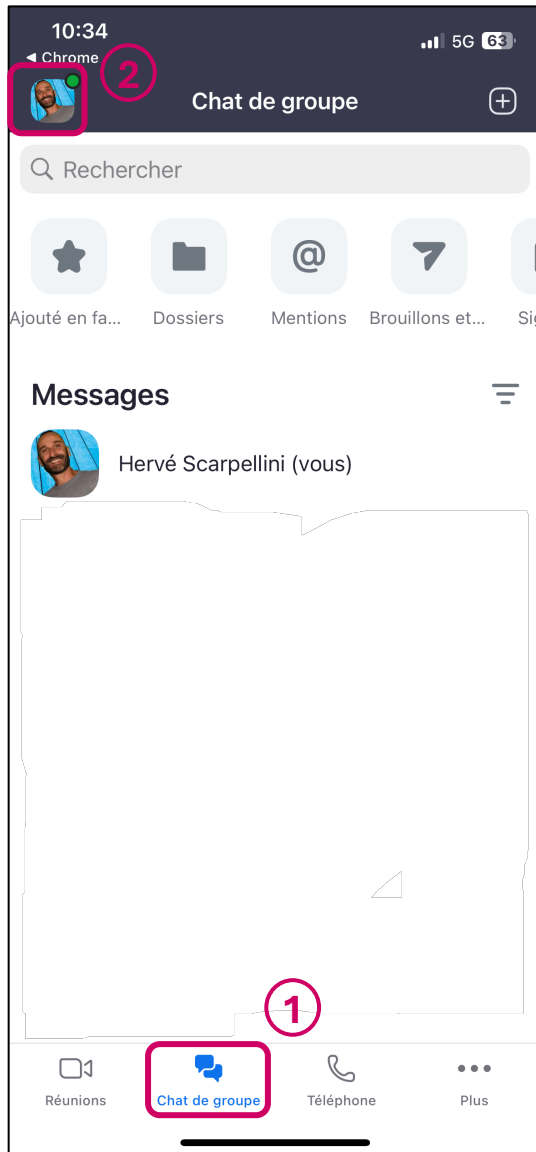 10:34
5G 63
Chrome
2
Chat de groupe
Rechercher
Ajouté en fa... Dossiers Mentions Brouillons et... Sig
Messages
Hervé Scarpellini (vous)
1
Réunions Chat de groupe Téléphone Plus